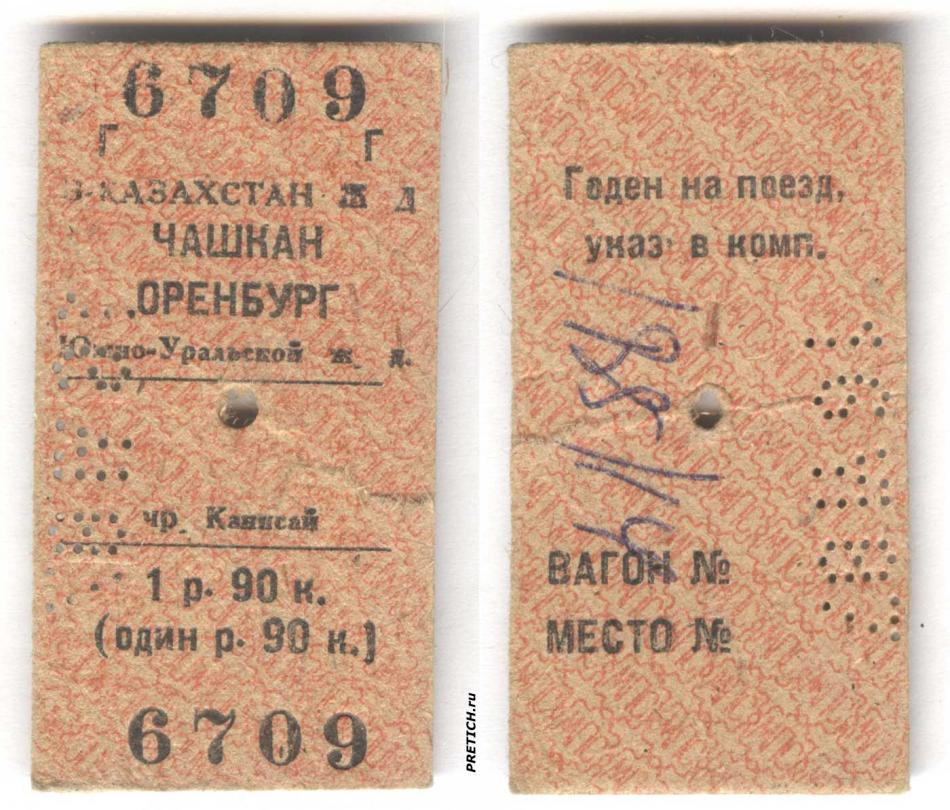 6709
Г Г
З-КАЗАХСТАН Ж Д
ЧАШКАН
ОРЕНБУРГ
Южно-Уральской ж. д.
чр. Канисай
1 р. 90 к.
(один р. 90 к.)
6709
Годен на поезд,
указ. в комп.
ВАГОН №
МЕСТО №
PRETICH.ru